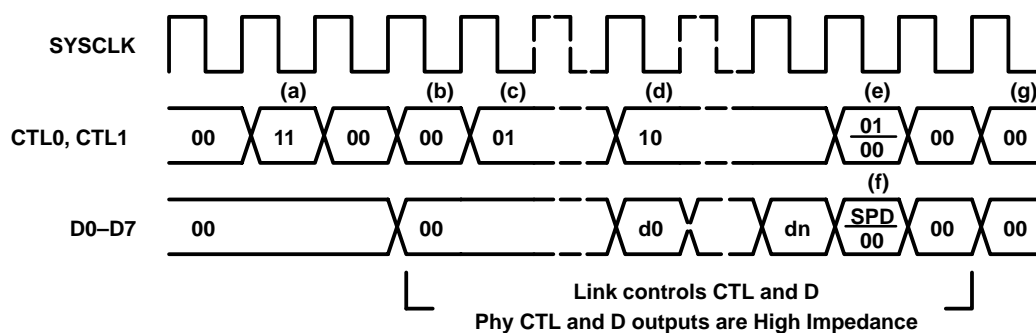 SYSCLK
(a) (b) (c) (d) (e) (g)
CTL0, CTL1 00 11 00 00 01 10 01 00 00 00
(f)
D0–D7 00 00 d0 dn SPD 00 00 00
Link controls CTL and D
Phy CTL and D outputs are High Impedance